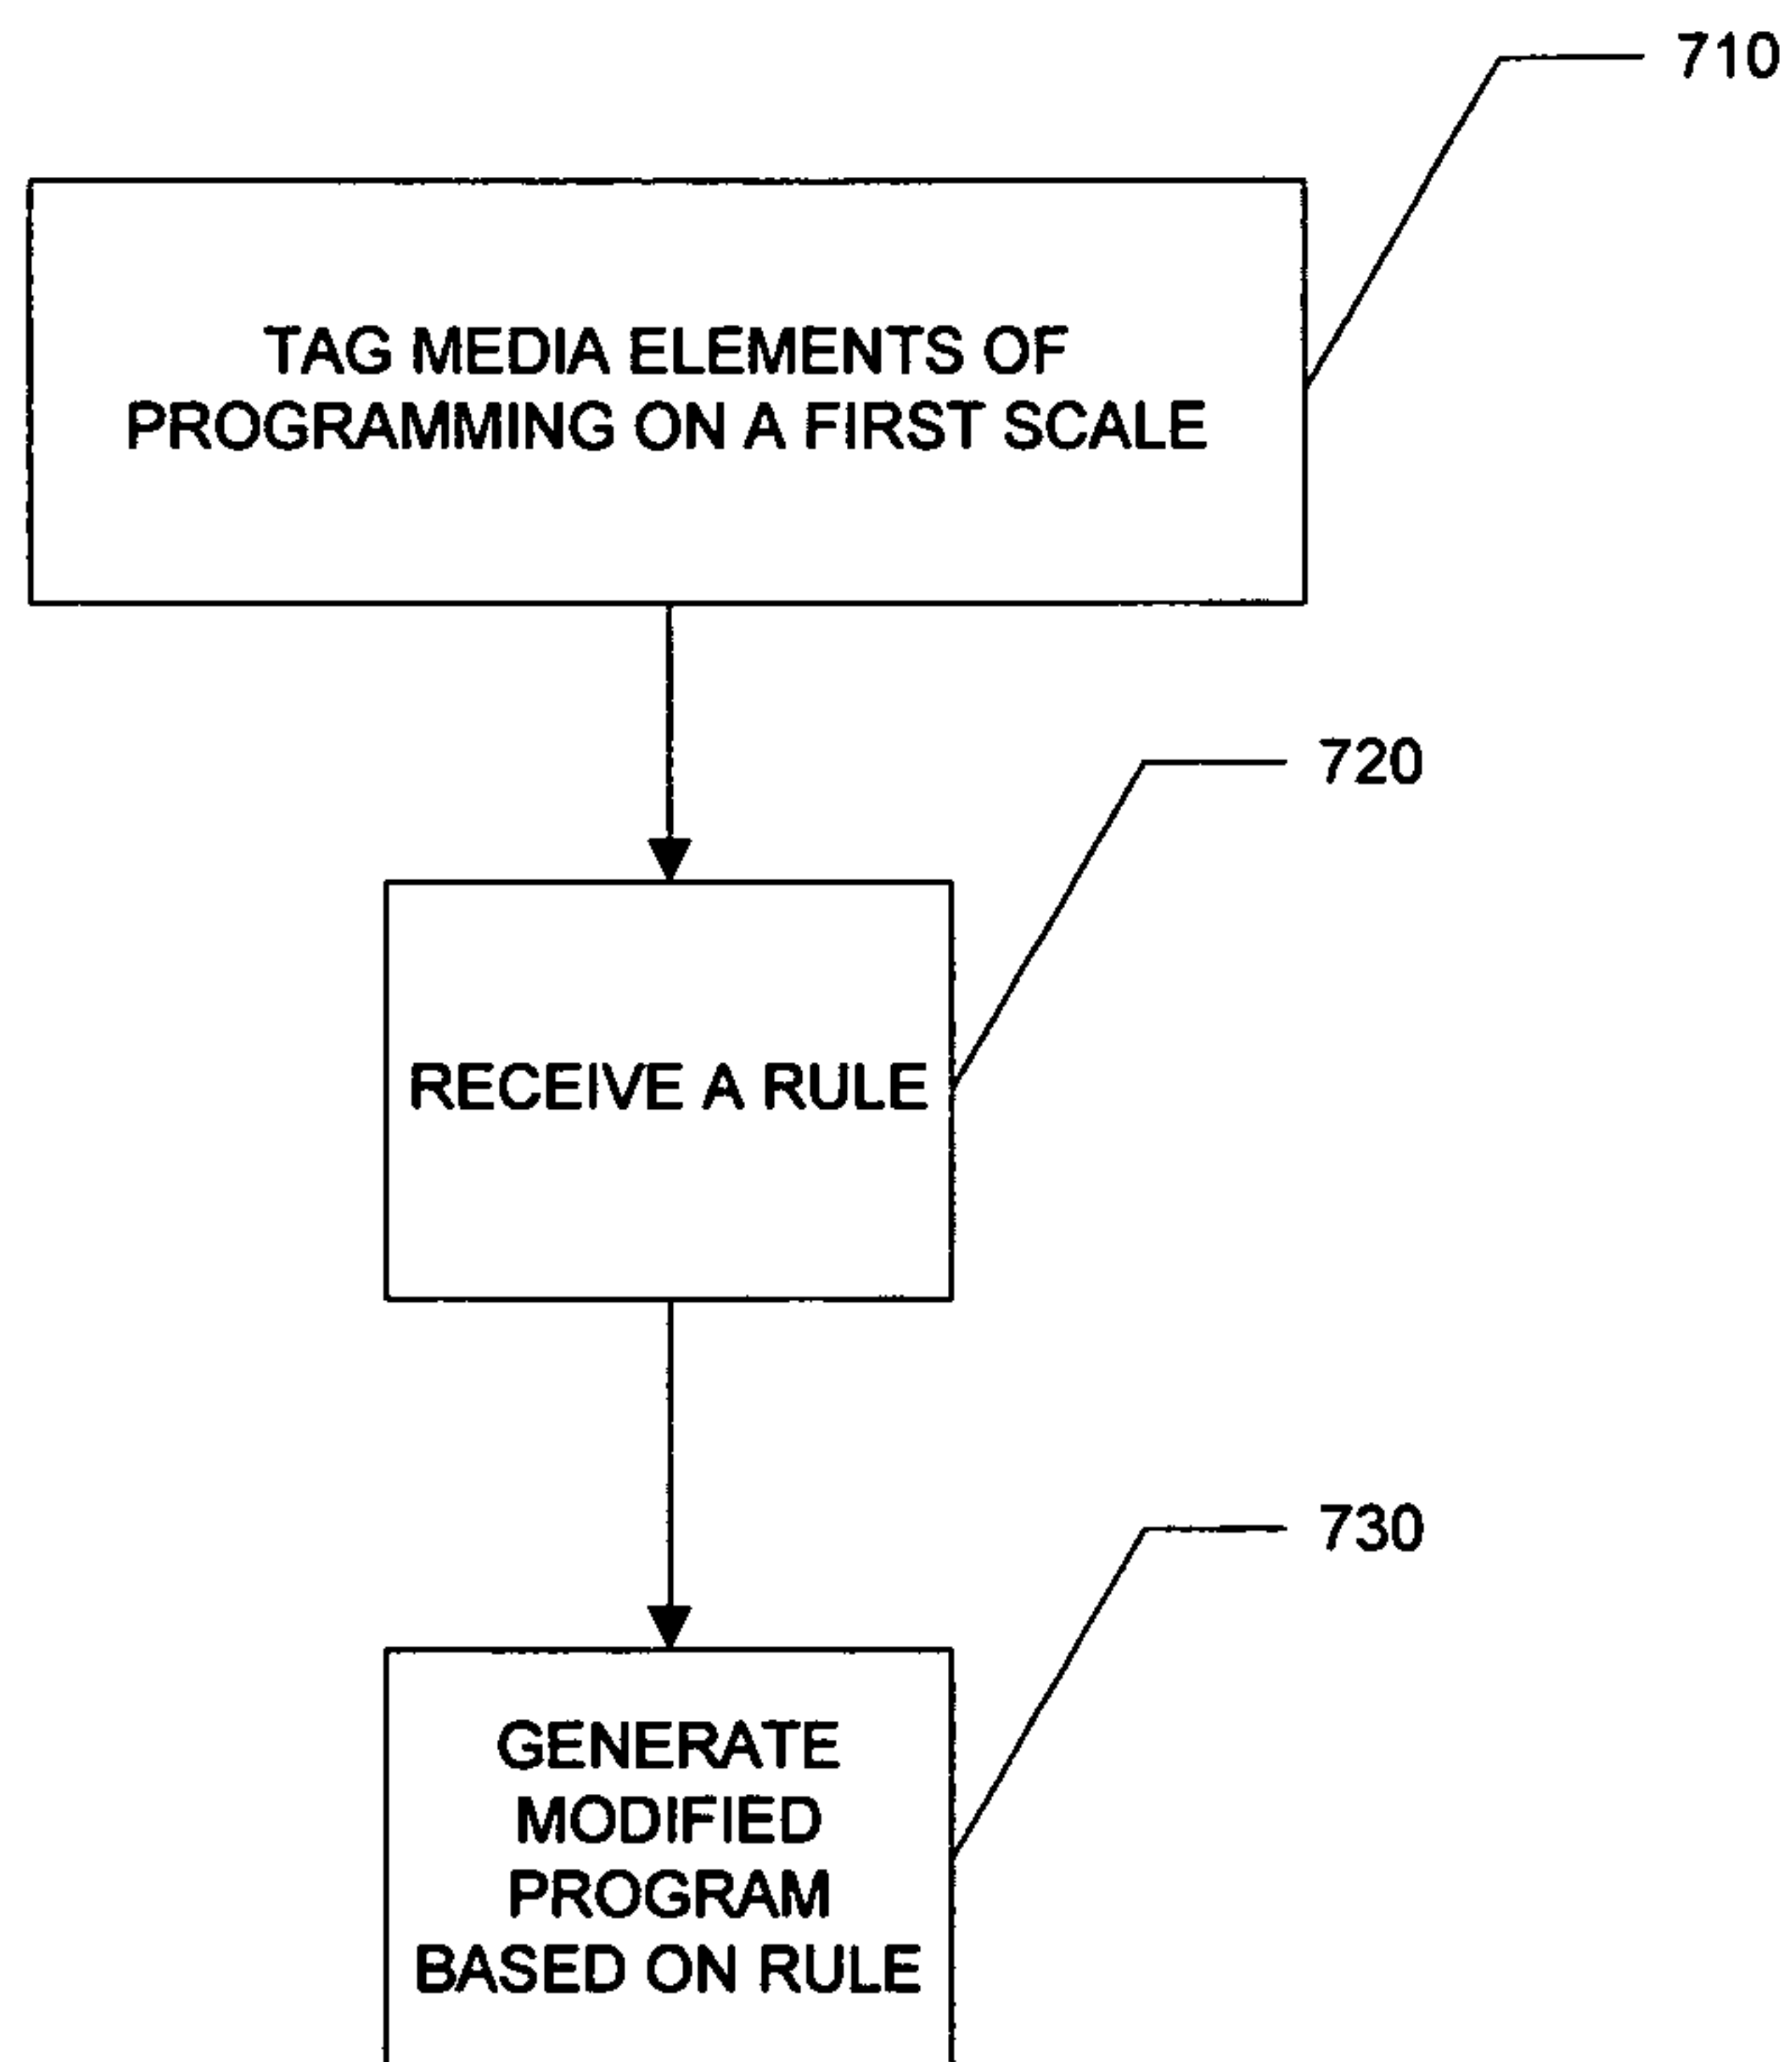 710
TAG MEDIA ELEMENTS OF
PROGRAMMING ON A FIRST SCALE
720
RECEIVE A RULE
730
GENERATE
MODIFIED
PROGRAM
BASED ON RULE